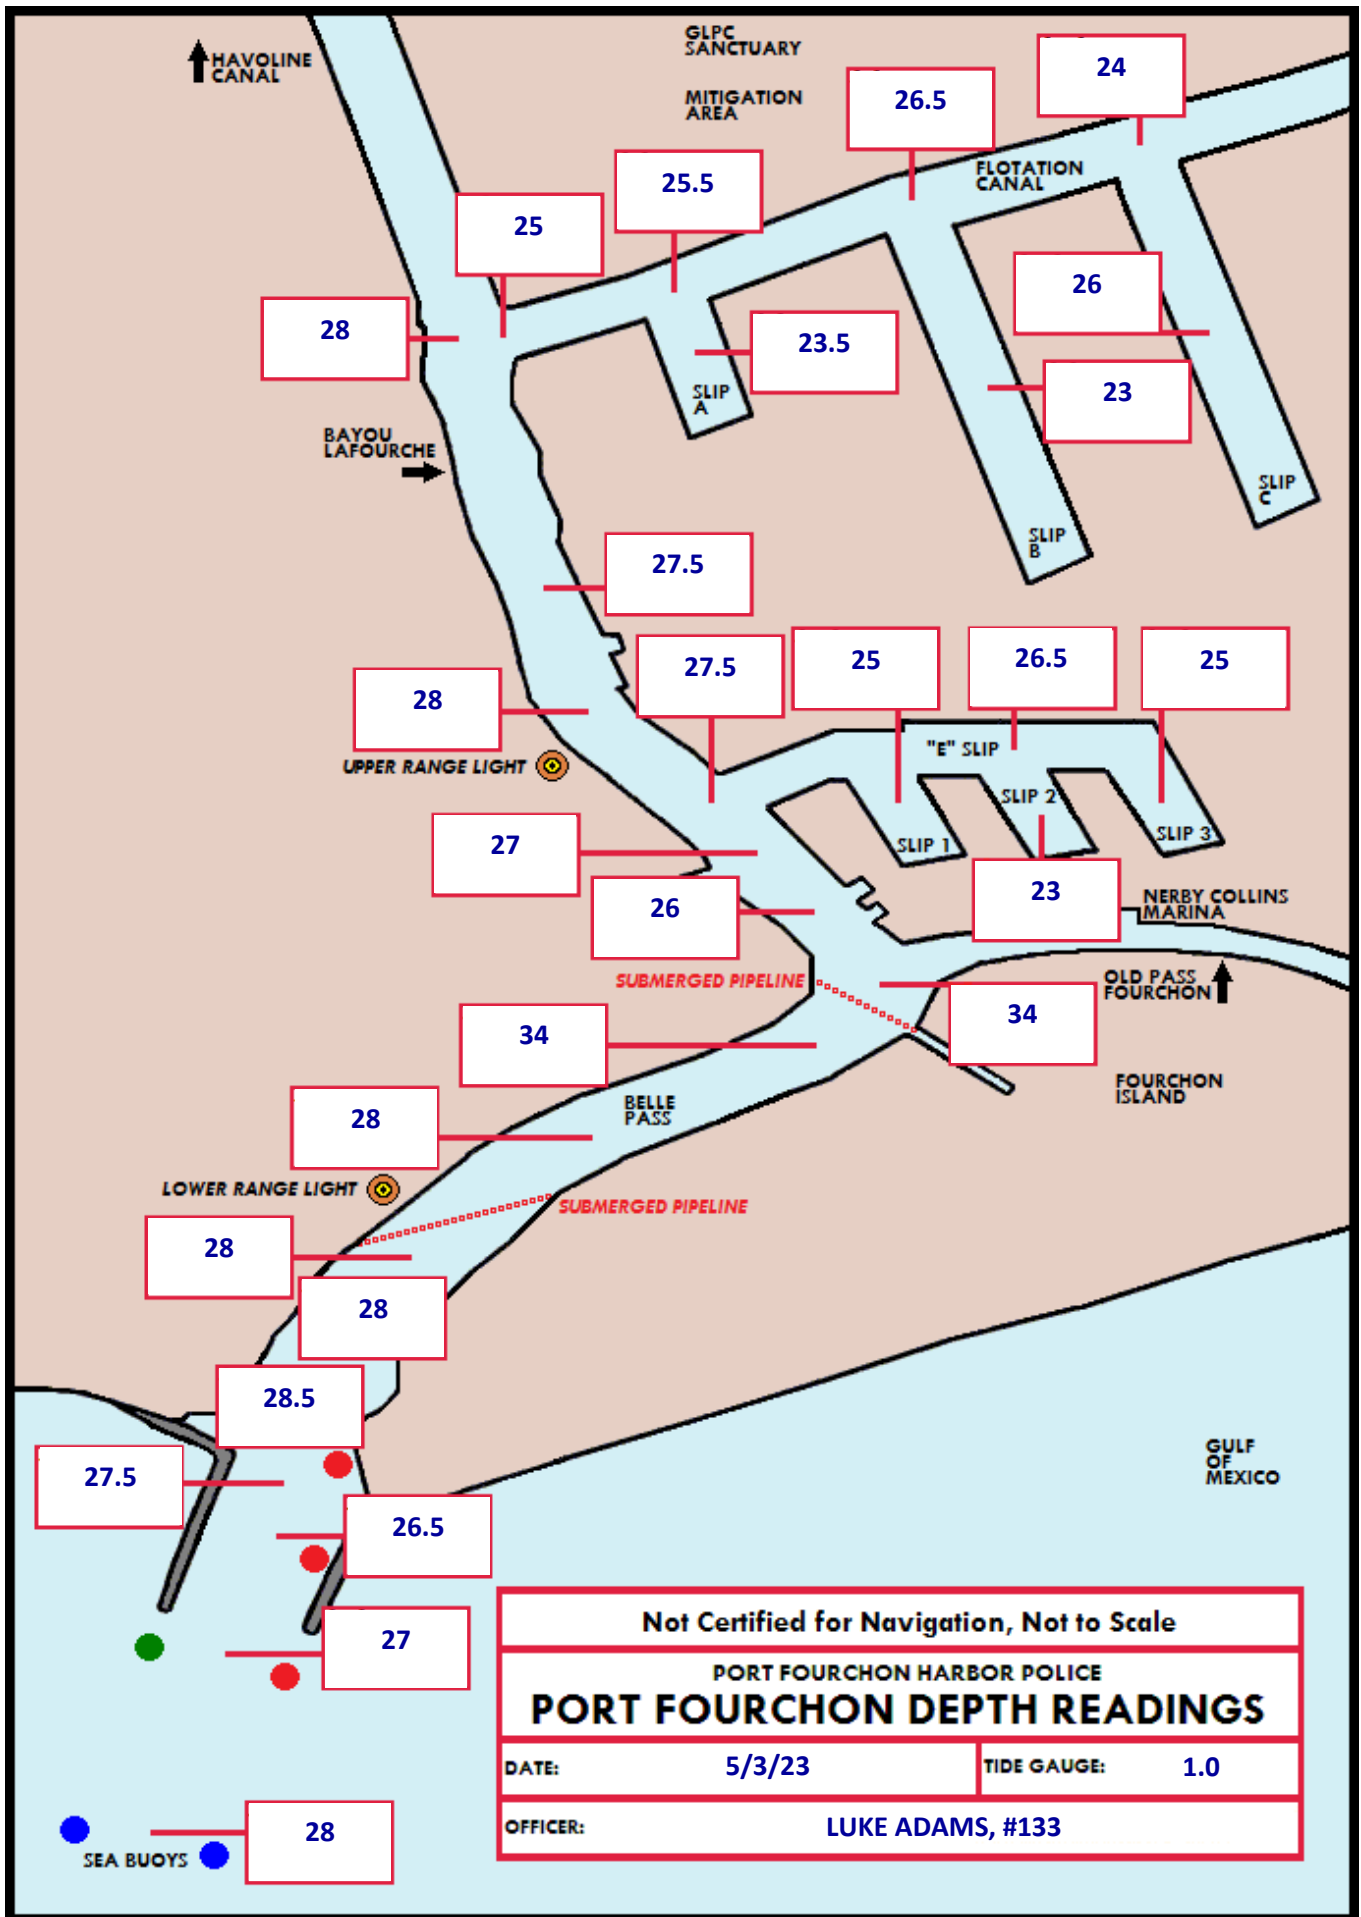 GLPC
SANCTUARY
HAVOLINE
CANAL
24
26.5
MITIGATION
AREA
FLOTATION
CANAL
25.5
25
26
28
23.5
23
SLIP
A
BAYOU
LAFOURCHE
SLIP
C
SLIP
B
27.5
27.5
25
26.5
25
28
"E" SLIP
UPPER RANGE LIGHT
SLIP 2
SLIP 1
SLIP 3
27
23
NERBY COLLINS
MARINA
26
SUBMERGED PIPELINE
OLD PASS
FOURCHON
34
34
FOURCHON
ISLAND
BELLE
PASS
28
LOWER RANGE LIGHT
SUBMERGED PIPELINE
28
28
28.5
GULF
OF
MEXICO
27.5
26.5
27
Not Certified for Navigation, Not to Scale
PORT FOURCHON HARBOR POLICE
PORT FOURCHON DEPTH READINGS
DATE: 5/3/23 TIDE GAUGE: 1.0
OFFICER: LUKE ADAMS, #133
28
SEA BUOYS